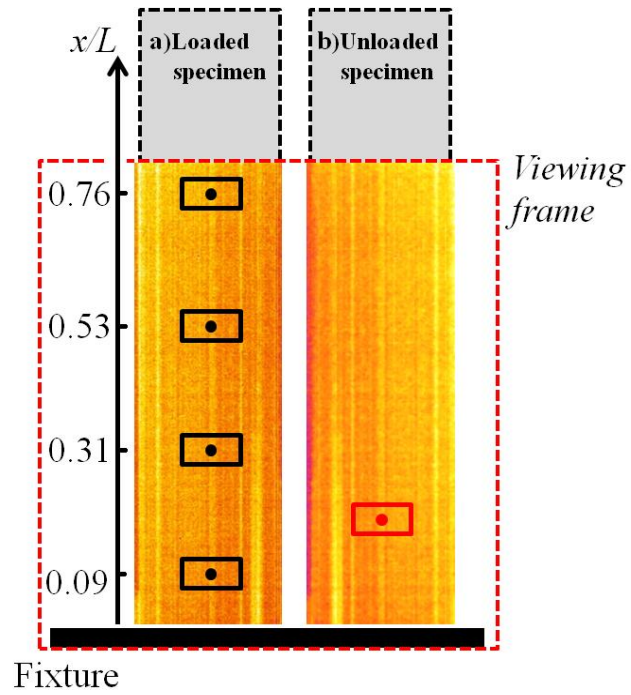 x/L
a)Loaded
specimen
b)Unloaded
specimen
Viewing
frame
0.76
0.53
0.31
0.09
Fixture